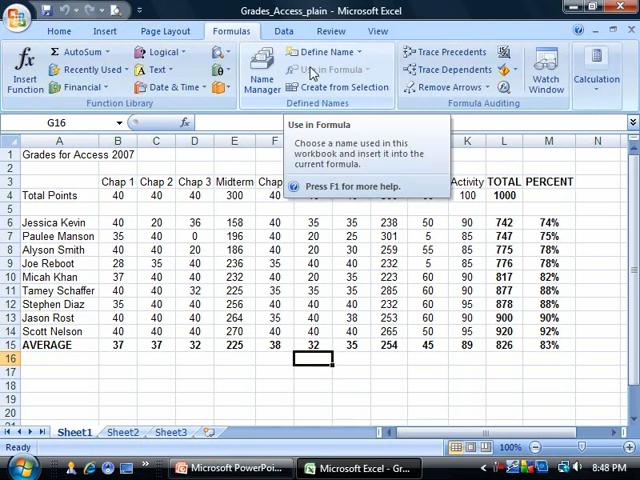 Grades_Access_plain - Microsoft Excel
Home Insert Page Layout Formulas Data Review View
Insert Function
AutoSum
Recently Used
Financial
Logical
Text
Date & Time
Function Library
Name Manager
Define Name
Use in Formula
Create from Selection
Defined Names
Trace Precedents
Trace Dependents
Remove Arrows
Formula Auditing
Watch Window
Calculation
G16 fx
Use in Formula
Choose a name used in this
workbook and insert it into the
current formula.
Press F1 for more help.
A B C D E F K L M N
1 Grades for Access 2007
2
3 Chap 1 Chap 2 Chap 3 Midterm Chap Activity TOTAL PERCENT
4 Total Points 40 40 40 300 40 100 1000
5
6 Jessica Kevin 40 20 36 158 40 35 35 238 50 90 742 74%
7 Paulee Manson 35 40 0 196 40 20 25 301 5 85 747 75%
8 Alyson Smith 40 40 20 186 40 20 30 259 55 85 775 78%
9 Joe Reboot 28 35 40 236 35 20 40 232 5 85 776 78%
10 Micah Khan 37 40 40 232 40 20 35 223 60 90 817 82%
11 Tamey Schaffer 40 40 32 225 35 35 35 285 60 90 877 88%
12 Stephen Diaz 35 40 40 256 40 40 40 232 60 95 878 88%
13 Jason Rost 40 40 40 264 35 40 38 253 60 90 900 90%
14 Scott Nelson 40 40 40 270 40 40 40 265 50 95 920 92%
15 AVERAGE 37 37 32 225 38 32 35 254 45 89 826 83%
16
17
18
19
20
Sheet1 Sheet2 Sheet3
Ready 100%
Microsoft PowerPoi... Microsoft Excel - Gr... 8:48 PM